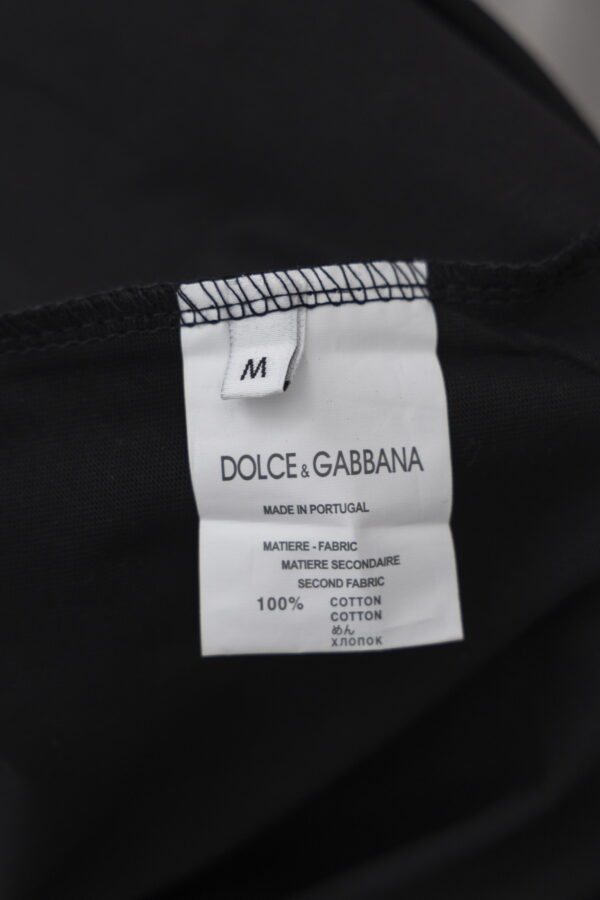 M
DOLCE & GABBANA
MADE IN PORTUGAL
MATIERE - FABRIC
MATIERE SECONDAIRE
SECOND FABRIC
100% COTTON
COTTON
めん
ХЛОПОК